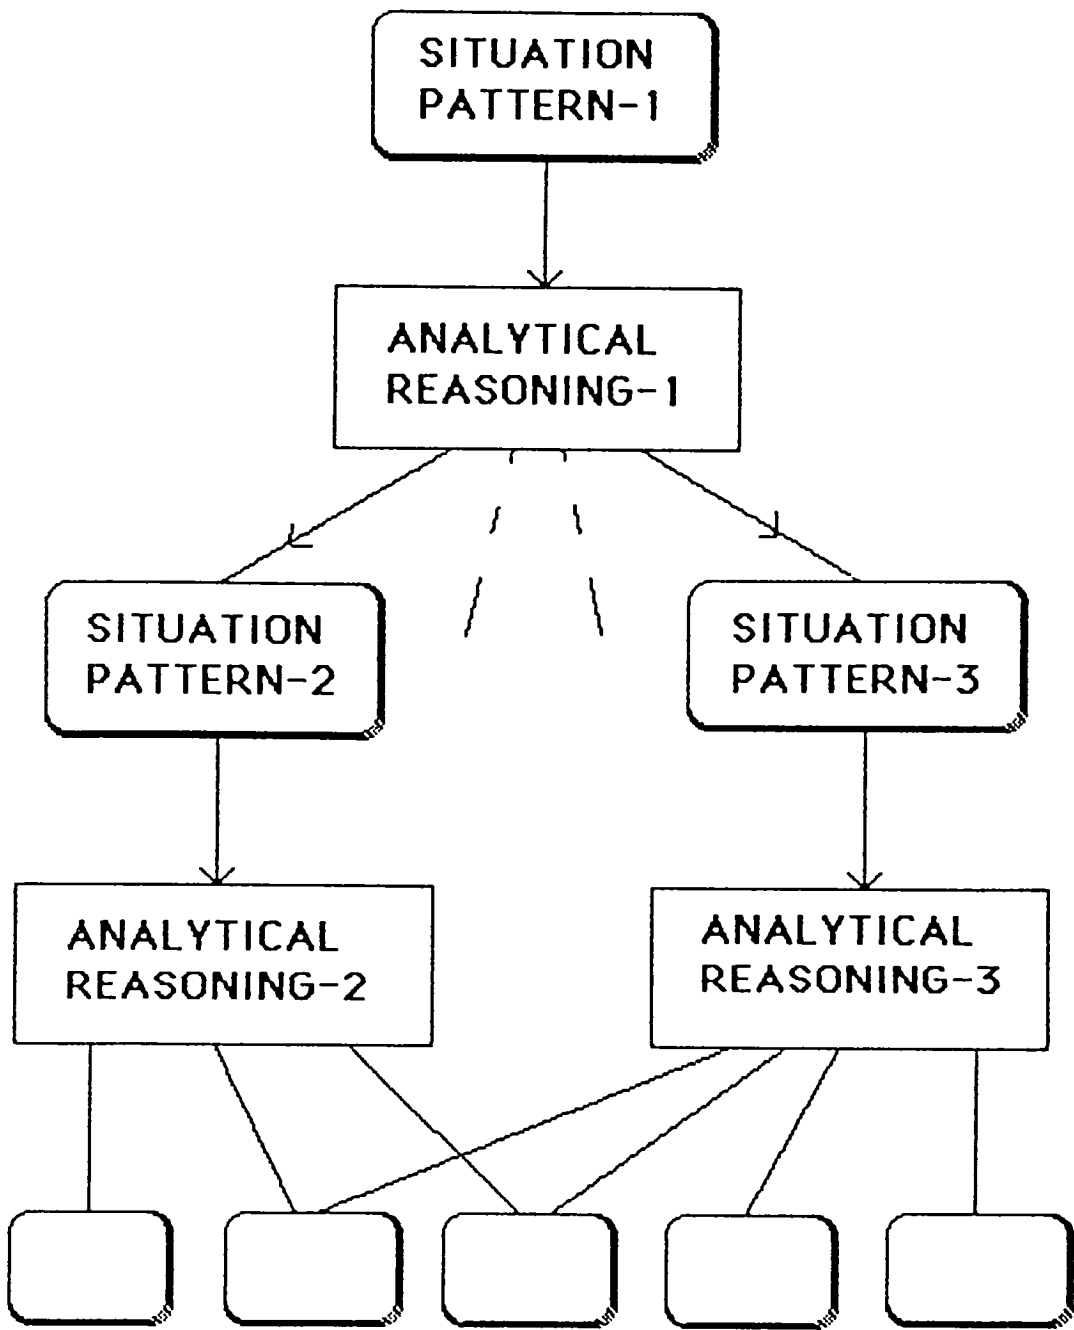 SITUATION
PATTERN-1
ANALYTICAL
REASONING-1
SITUATION
PATTERN-2
SITUATION
PATTERN-3
ANALYTICAL
REASONING-2
ANALYTICAL
REASONING-3